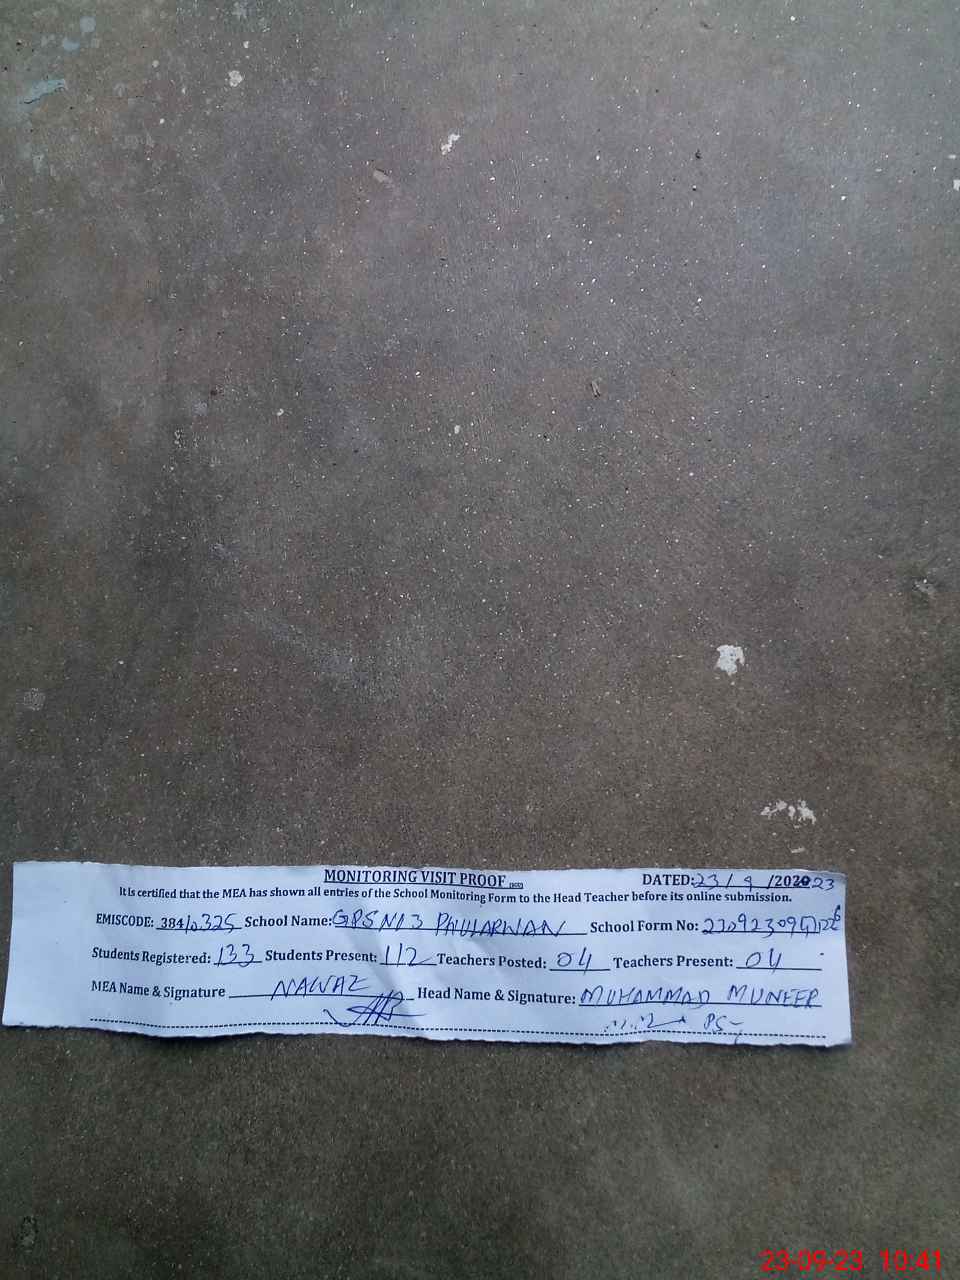 MONITORING VISIT PROOF DATED: 23/9/202023
It is certified that the MEA has shown all entries of the School Monitoring Form to the Head Teacher before its online submission.
EMISCODE: 38410325 School Name: GPS NO 3 PHULARWAN School Form No:
Students Registered: 133 Students Present: 112 Teachers Posted: 04 Teachers Present: 04
MEA Name & Signature NAWAZ Head Name & Signature: MUHAMMAD MUNEER
23-09-23 10:41